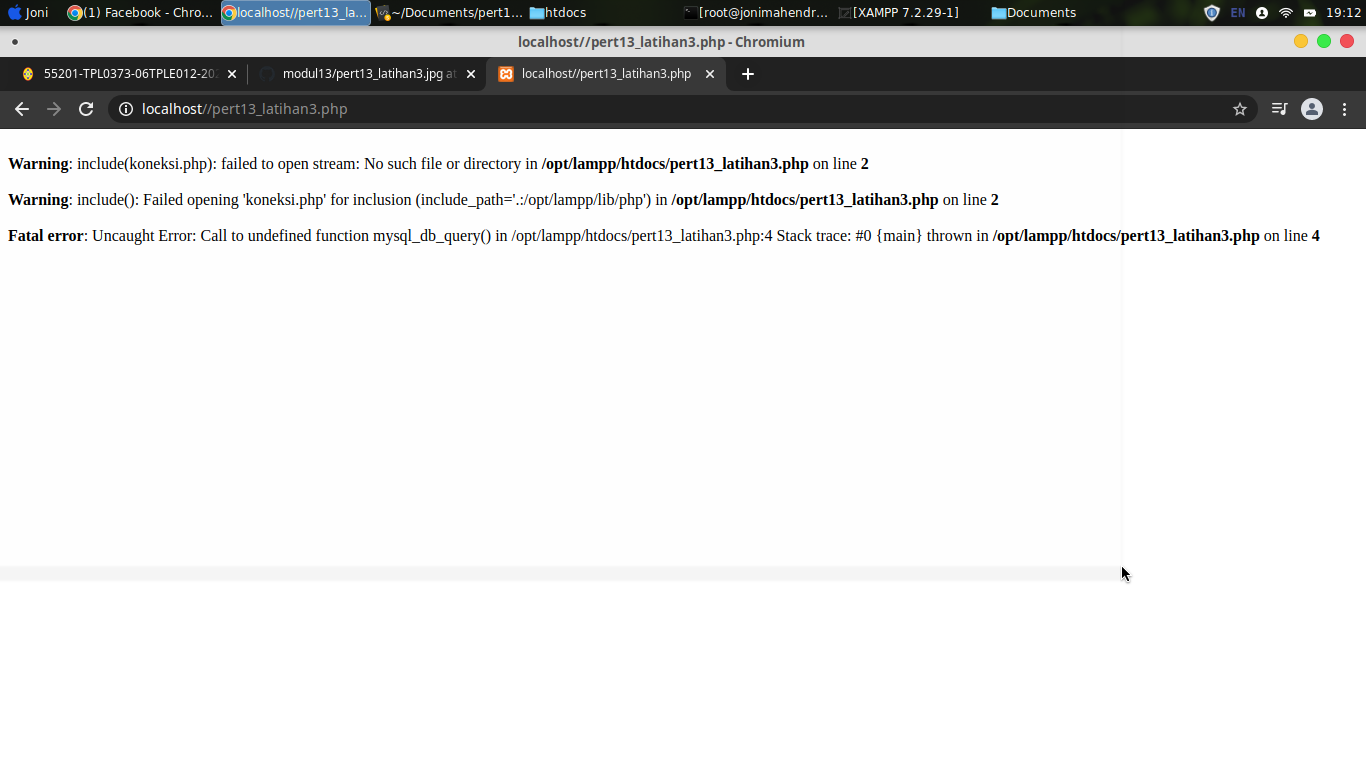 Joni (1) Facebook - Chro... localhost//pert13_la... ~/Documents/pert1... htdocs [root@jonimahendr... [XAMPP 7.2.29-1] Documents EN 19:12
localhost//pert13_latihan3.php - Chromium
55201-TPL0373-06TPLE012-202 modul13/pert13_latihan3.jpg at localhost//pert13_latihan3.php
localhost//pert13_latihan3.php
Warning: include(koneksi.php): failed to open stream: No such file or directory in /opt/lampp/htdocs/pert13_latihan3.php on line 2
Warning: include(): Failed opening 'koneksi.php' for inclusion (include_path='.:/opt/lampp/lib/php') in /opt/lampp/htdocs/pert13_latihan3.php on line 2
Fatal error: Uncaught Error: Call to undefined function mysql_db_query() in /opt/lampp/htdocs/pert13_latihan3.php:4 Stack trace: #0 {main} thrown in /opt/lampp/htdocs/pert13_latihan3.php on line 4